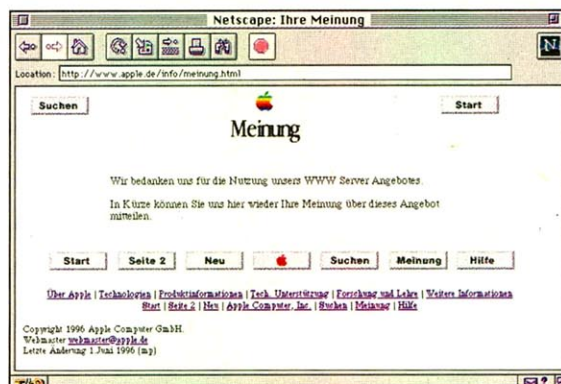 Netscape: Ihre Meinung
Location: http://www.apple.de/info/meinung.html
Suchen
Start
Meinung
Wir bedanken uns für die Nutzung unsers WWW Server Angebotes.
In Kürze können Sie uns hier wieder Ihre Meinung über dieses Angebot
mitteilen.
Start Seite 2 Neu Suchen Meinung Hilfe
Über Apple | Technologien | Produktinformationen | Tech. Unterstützung | Forschung und Lehre | Weitere Informationen
Start | Seite 2 | Neu | Apple Computer, Inc. | Suchen | Meinung | Hilfe
Copyright 1996 Apple Computer GmbH.
Webmaster webmaster@apple.de
Letzte Änderung 1.Juni 1996 (mp)
N
?